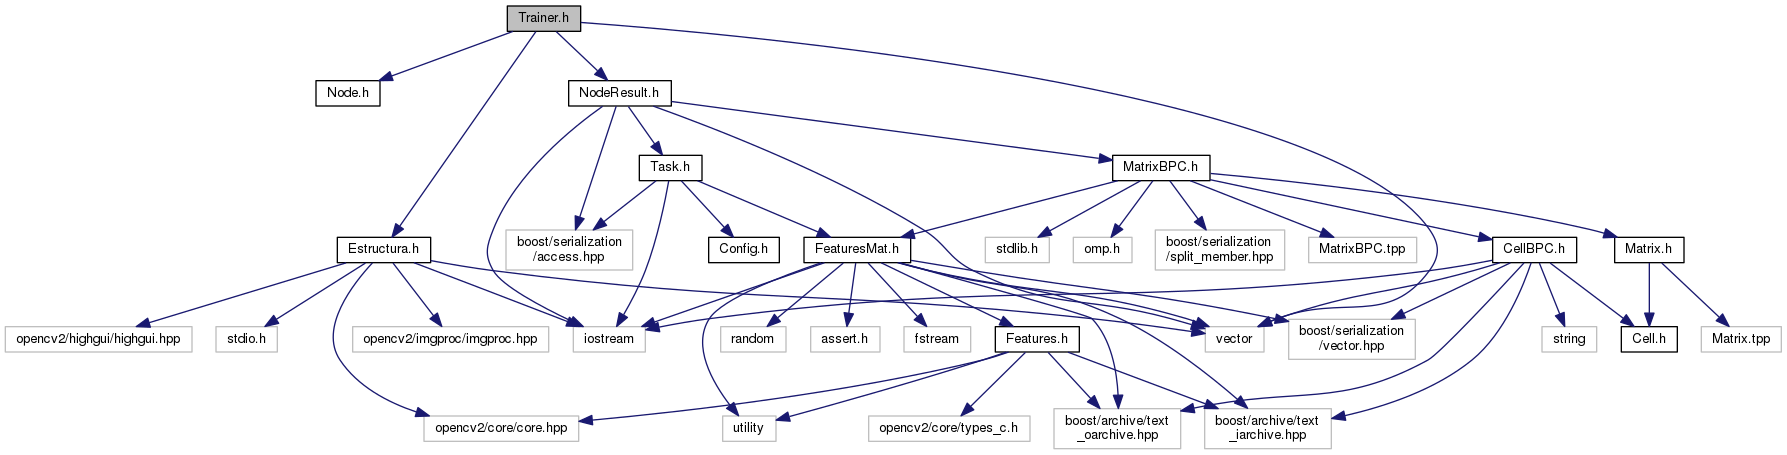 Trainer.h
Node.h
NodeResult.h
Task.h
MatrixBPC.h
Estructura.h
boost/serialization
/access.hpp
Config.h
FeaturesMat.h
stdlib.h
omp.h
boost/serialization
/split_member.hpp
MatrixBPC.tpp
CellBPC.h
Matrix.h
opencv2/highgui/highgui.hpp
stdio.h
opencv2/imgproc/imgproc.hpp
iostream
random
assert.h
fstream
Features.h
vector
boost/serialization
/vector.hpp
string
Cell.h
Matrix.tpp
opencv2/core/core.hpp
utility
opencv2/core/types_c.h
boost/archive/text
_oarchive.hpp
boost/archive/text
_iarchive.hpp